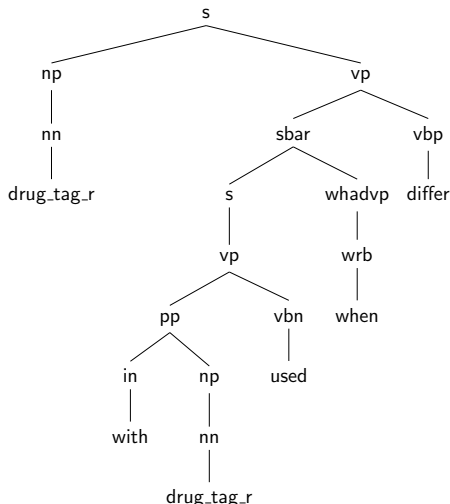 s
np vp
nn sbar vbp
drug_tag_r s whadvp differ
vp wrb
pp vbn when
in np used
with nn
drug_tag_r